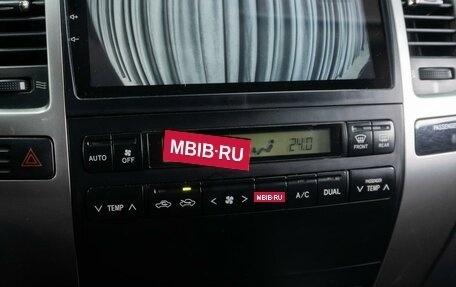 PASSENGER
AUTO
OFF
MBIB-RU
24.0
FRONT
REAR
TEMP
MBIB-RU
A/C
DUAL
PASSENGER
TEMP